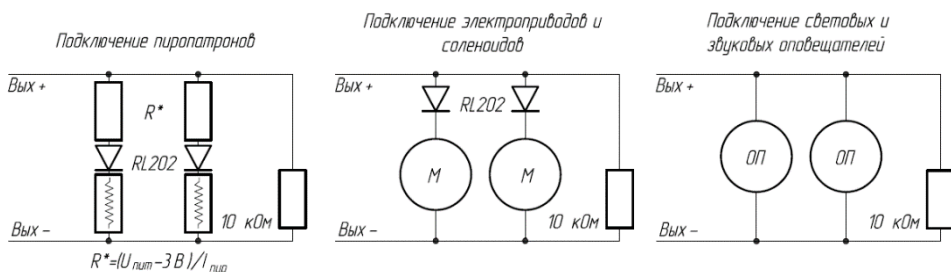 Подключение пиропатронов
Вых +
R*
RL202
10 кОм
Вых –
R*=(Uпит–3 В)/Iпир
Подключение электроприводов и
соленоидов
Вых +
RL202
М
М
10 кОм
Вых –
Подключение световых и
звуковых оповещателей
Вых +
ОП
ОП
10 кОм
Вых –